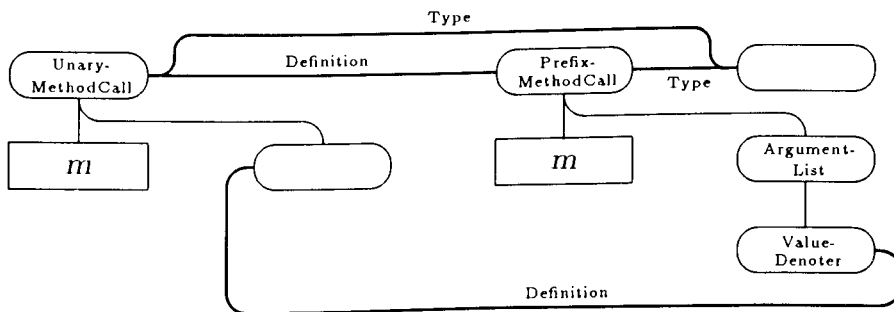 Type
Unary-
MethodCall
Definition
Prefix-
MethodCall
Type
m
m
Argument-
List
Value-
Denoter
Definition